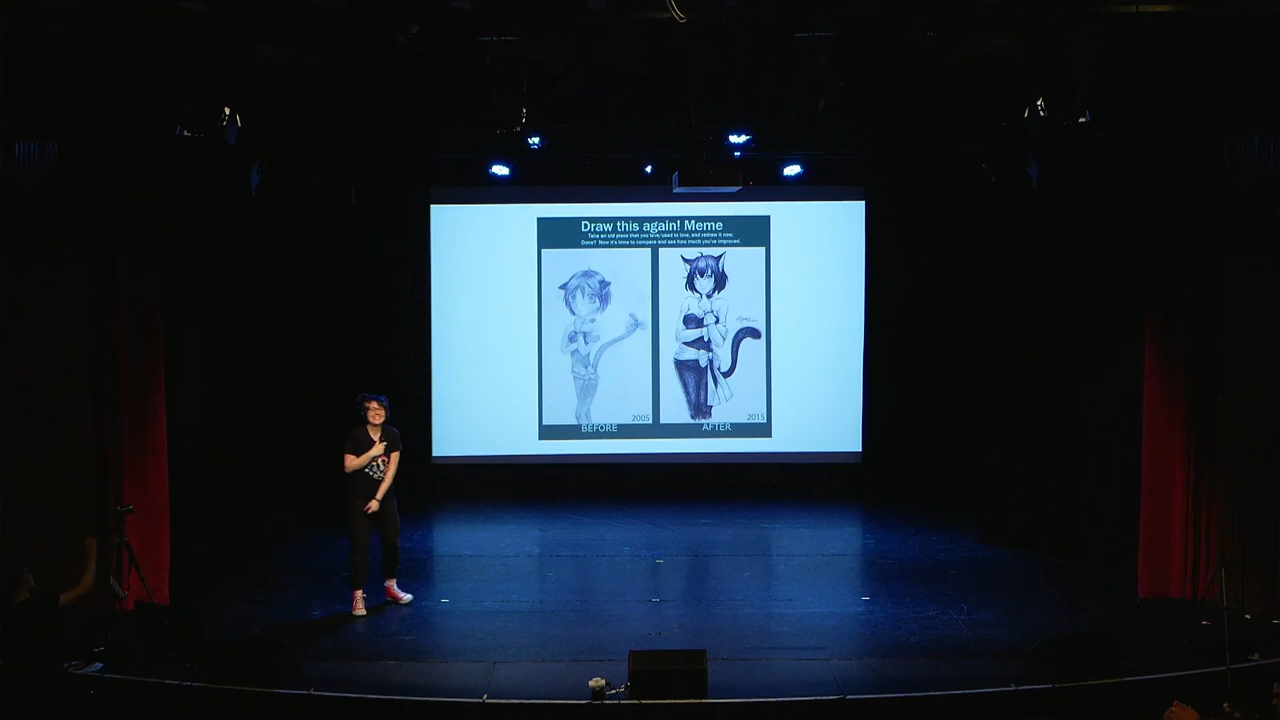 Draw this again! Meme
Take an old piece that you love/used to love, and redraw it now.
Done? Now it's time to compare and see how much you've improved.
2005
2015
BEFORE
AFTER